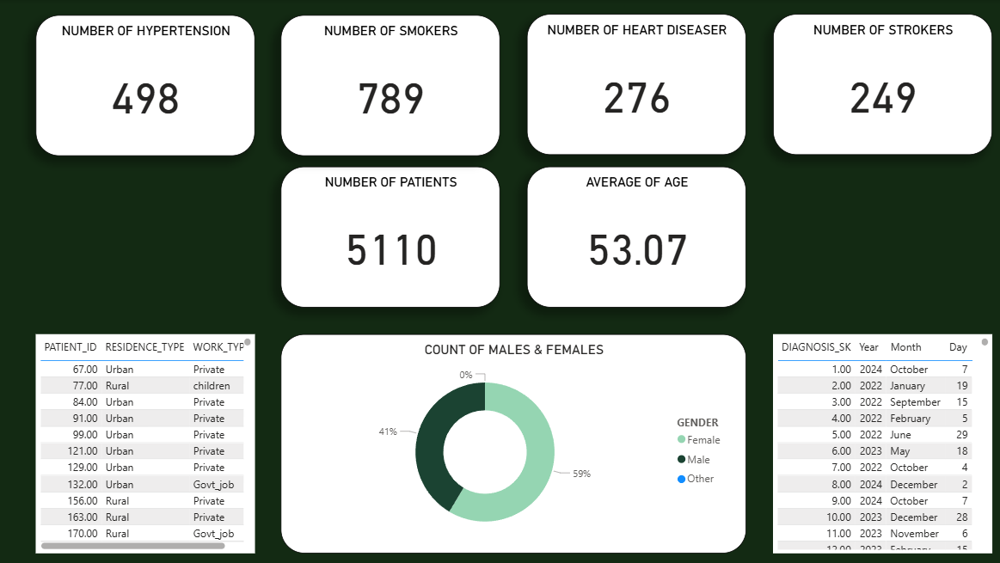 NUMBER OF HYPERTENSION
498
NUMBER OF SMOKERS
789
NUMBER OF HEART DISEASER
276
NUMBER OF STROKERS
249
NUMBER OF PATIENTS
5110
AVERAGE OF AGE
53.07
PATIENT_ID RESIDENCE_TYPE WORK_TYP
67.00 Urban Private
77.00 Rural children
84.00 Urban Private
91.00 Urban Private
99.00 Urban Private
121.00 Urban Private
129.00 Urban Private
132.00 Urban Govt_job
156.00 Rural Private
163.00 Rural Private
170.00 Rural Govt_job
COUNT OF MALES & FEMALES
0%
41%
59%
GENDER
Female
Male
Other
DIAGNOSIS_SK Year Month Day
1.00 2024 October 7
2.00 2022 January 19
3.00 2022 September 15
4.00 2022 February 5
5.00 2022 June 29
6.00 2023 May 18
7.00 2022 October 4
8.00 2024 December 2
9.00 2024 October 7
10.00 2023 December 28
11.00 2023 November 6
12.00 2023 February 15